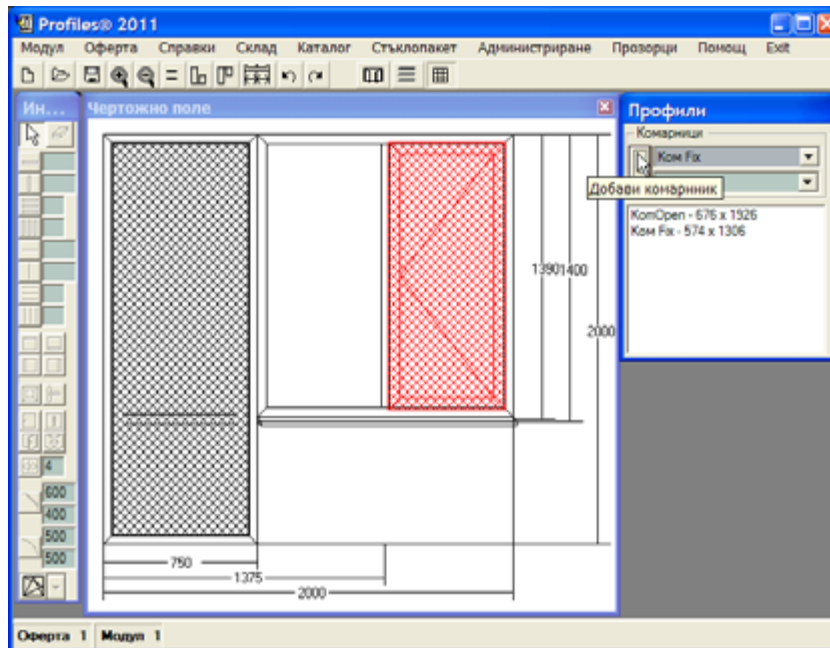 Profiles® 2011
Модул Оферта Справки Склад Каталог Стъклопакет Администриране Прозорци Помощ Exit
Ин...
Чертожно поле
Профили
Комарници
Ком Fix
Добави комарник
KomOpen - 676 x 1926
Ком Fix - 574 x 1306
13901400
2000
4
600
400
500
500
750
1375
2000
Оферта 1 Модул 1